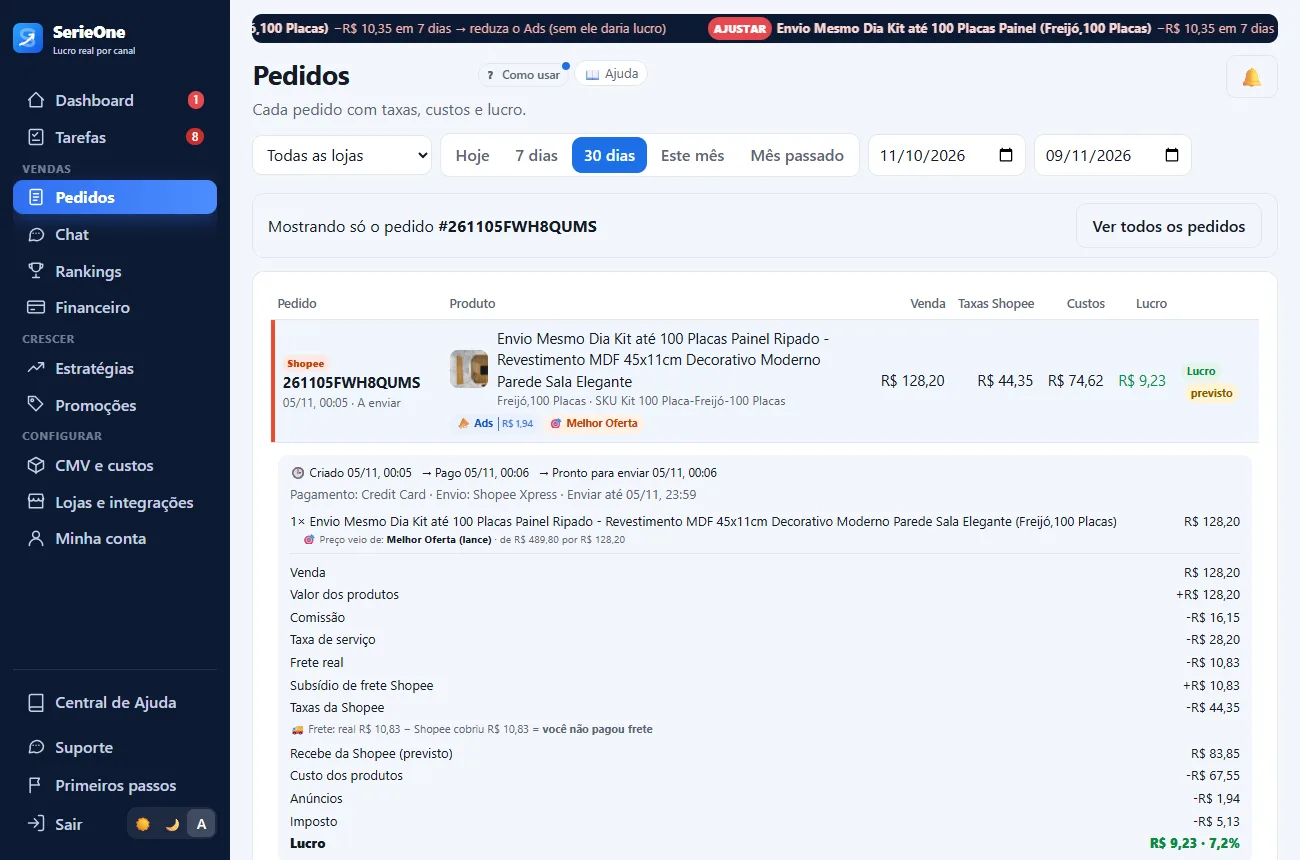 SerieOne
Lucro real por canal
Dashboard 1
Tarefas 8
VENDAS
Pedidos
Chat
Rankings
Financeiro
CRESCER
Estratégias
Promoções
CONFIGURAR
CMV e custos
Lojas e integrações
Minha conta
Central de Ajuda
Suporte
Primeiros passos
Sair A
,100 Placas) −R$ 10,35 em 7 dias → reduza o Ads (sem ele daria lucro) AJUSTAR Envio Mesmo Dia Kit até 100 Placas Painel (Freijó,100 Placas) −R$ 10,35 em 7 dias
Pedidos ? Como usar Ajuda
Cada pedido com taxas, custos e lucro.
Todas as lojas Hoje 7 dias 30 dias Este mês Mês passado 11/10/2026 09/11/2026
Mostrando só o pedido #261105FWH8QUMS Ver todos os pedidos
Pedido Produto Venda Taxas Shopee Custos Lucro
Shopee
261105FWH8QUMS
05/11, 00:05 · A enviar
Envio Mesmo Dia Kit até 100 Placas Painel Ripado -
Revestimento MDF 45x11cm Decorativo Moderno
Parede Sala Elegante
Freijó,100 Placas · SKU Kit 100 Placa-Freijó-100 Placas
Ads R$ 1,94 Melhor Oferta
R$ 128,20 R$ 44,35 R$ 74,62 R$ 9,23
Lucro
previsto
Criado 05/11, 00:05 → Pago 05/11, 00:06 → Pronto para enviar 05/11, 00:06
Pagamento: Credit Card · Envio: Shopee Xpress · Enviar até 05/11, 23:59
1× Envio Mesmo Dia Kit até 100 Placas Painel Ripado - Revestimento MDF 45x11cm Decorativo Moderno Parede Sala Elegante (Freijó,100 Placas) R$ 128,20
Preço veio de: Melhor Oferta (lance) · de R$ 489,80 por R$ 128,20
Venda R$ 128,20
Valor dos produtos +R$ 128,20
Comissão -R$ 16,15
Taxa de serviço -R$ 28,20
Frete real -R$ 10,83
Subsídio de frete Shopee +R$ 10,83
Taxas da Shopee -R$ 44,35
Frete: real R$ 10,83 − Shopee cobriu R$ 10,83 = você não pagou frete
Recebe da Shopee (previsto) R$ 83,85
Custo dos produtos -R$ 67,55
Anúncios -R$ 1,94
Imposto -R$ 5,13
Lucro R$ 9,23 · 7,2%